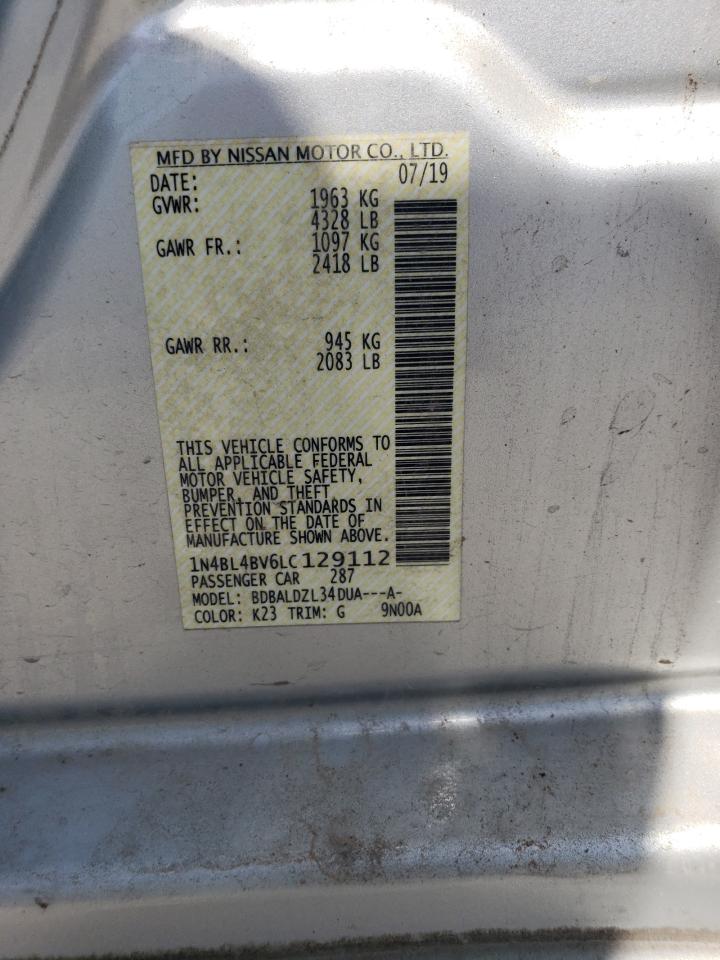 MFD BY NISSAN MOTOR CO., LTD.
DATE: 07/19
GVWR: 1963 KG
4328 LB
GAWR FR.: 1097 KG
2418 LB
GAWR RR.: 945 KG
2083 LB
THIS VEHICLE CONFORMS TO
ALL APPLICABLE FEDERAL
MOTOR VEHICLE SAFETY,
BUMPER, AND THEFT
PREVENTION STANDARDS IN
EFFECT ON THE DATE OF
MANUFACTURE SHOWN ABOVE.
1N4BL4BV6LC129112
PASSENGER CAR 287
MODEL: BDBALDZL34DUA---A-
COLOR: K23 TRIM: G 9N00A